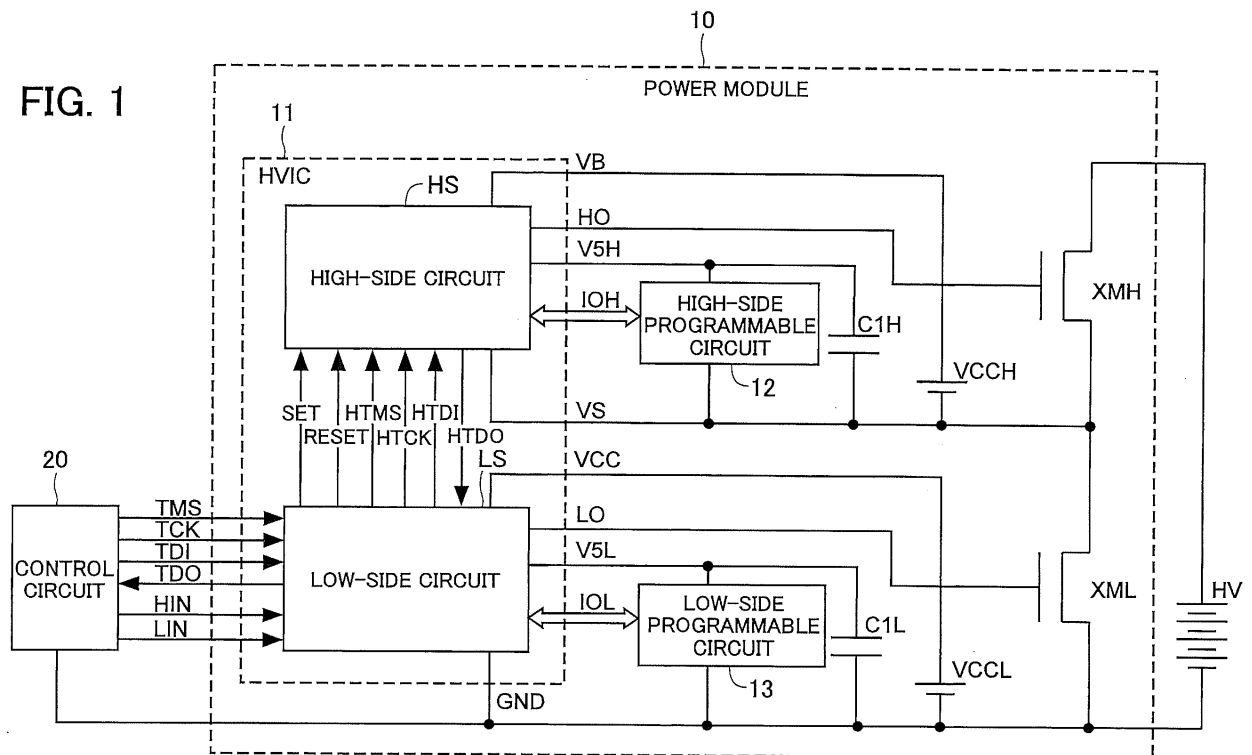 FIG. 1
10
POWER MODULE
11
HVIC
HS
HIGH-SIDE CIRCUIT
VB
HO
V5H
IOH
HIGH-SIDE
PROGRAMMABLE
CIRCUIT
12
C1H
VCCH
XMH
VS
SET
RESET
HTMS
HTCK
HTDI
HTDO
LS
VCC
20
CONTROL
CIRCUIT
TMS
TCK
TDI
TDO
HIN
LIN
LOW-SIDE CIRCUIT
LO
V5L
IOL
LOW-SIDE
PROGRAMMABLE
CIRCUIT
13
C1L
VCCL
XML
HV
GND